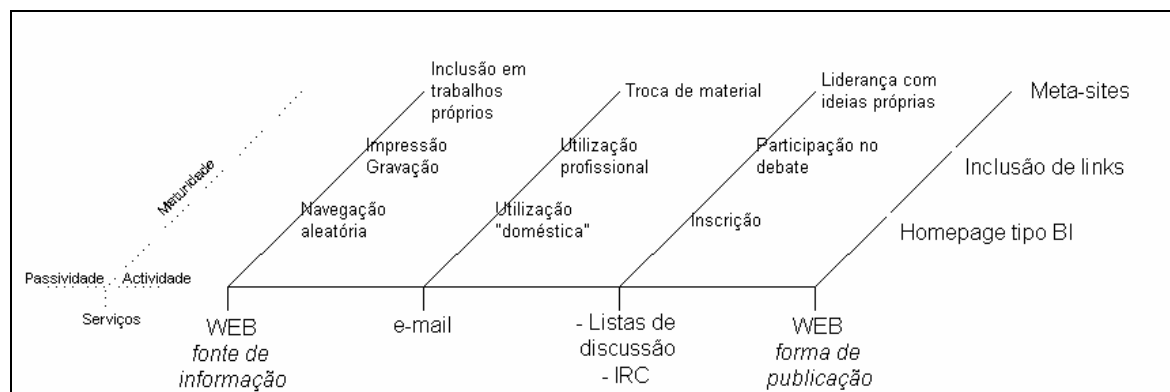 Maturidade
Passividade
Actividade
Serviços
Inclusão em
trabalhos
próprios
Impressão
Gravação
Navegação
aleatória
WEB
fonte de
informação
Troca de material
Utilização
profissional
Utilização
"doméstica"
e-mail
Liderança com
ideias próprias
Participação no
debate
Inscrição
- Listas de
discussão
- IRC
Meta-sites
Inclusão de links
Homepage tipo BI
WEB
forma de
publicação